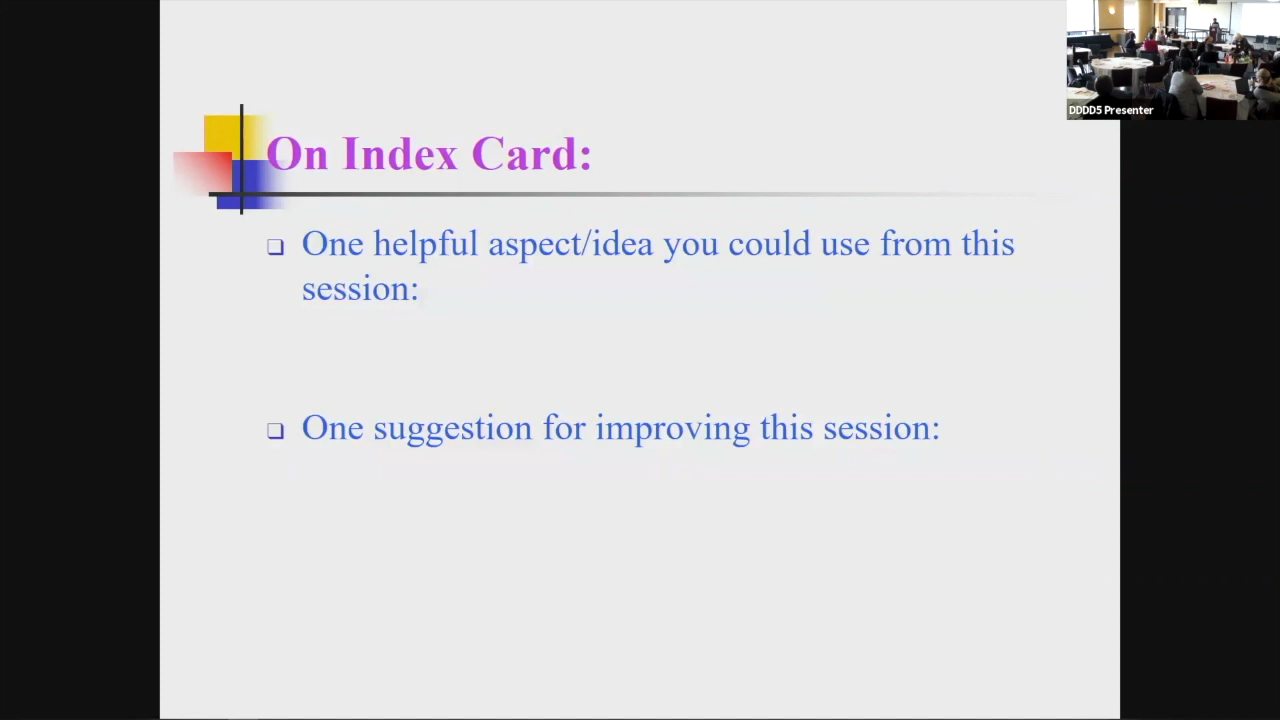 On Index Card:
One helpful aspect/idea you could use from this
session:
One suggestion for improving this session:
DDDD5 Presenter